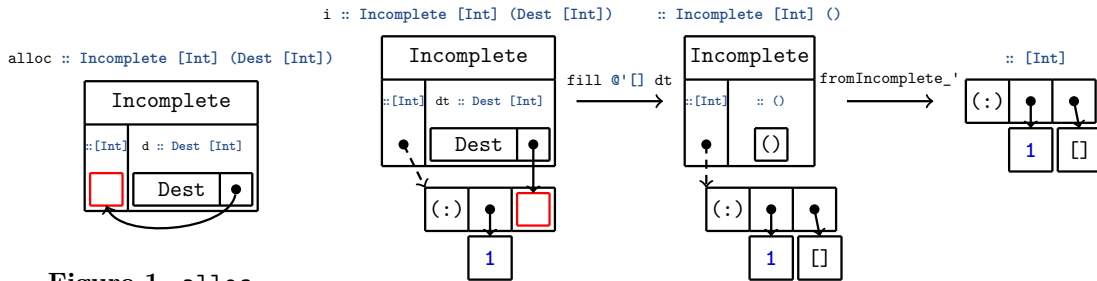 i :: Incomplete [Int] (Dest [Int])
:: Incomplete [Int] ()
alloc :: Incomplete [Int] (Dest [Int])
:: [Int]
Incomplete
::[Int]
d :: Dest [Int]
Dest
Incomplete
::[Int]
dt :: Dest [Int]
Dest
(:)
1
fill @'[] dt
Incomplete
::[Int]
:: ()
()
(:)
1
[]
fromIncomplete_'
(:)
1
[]